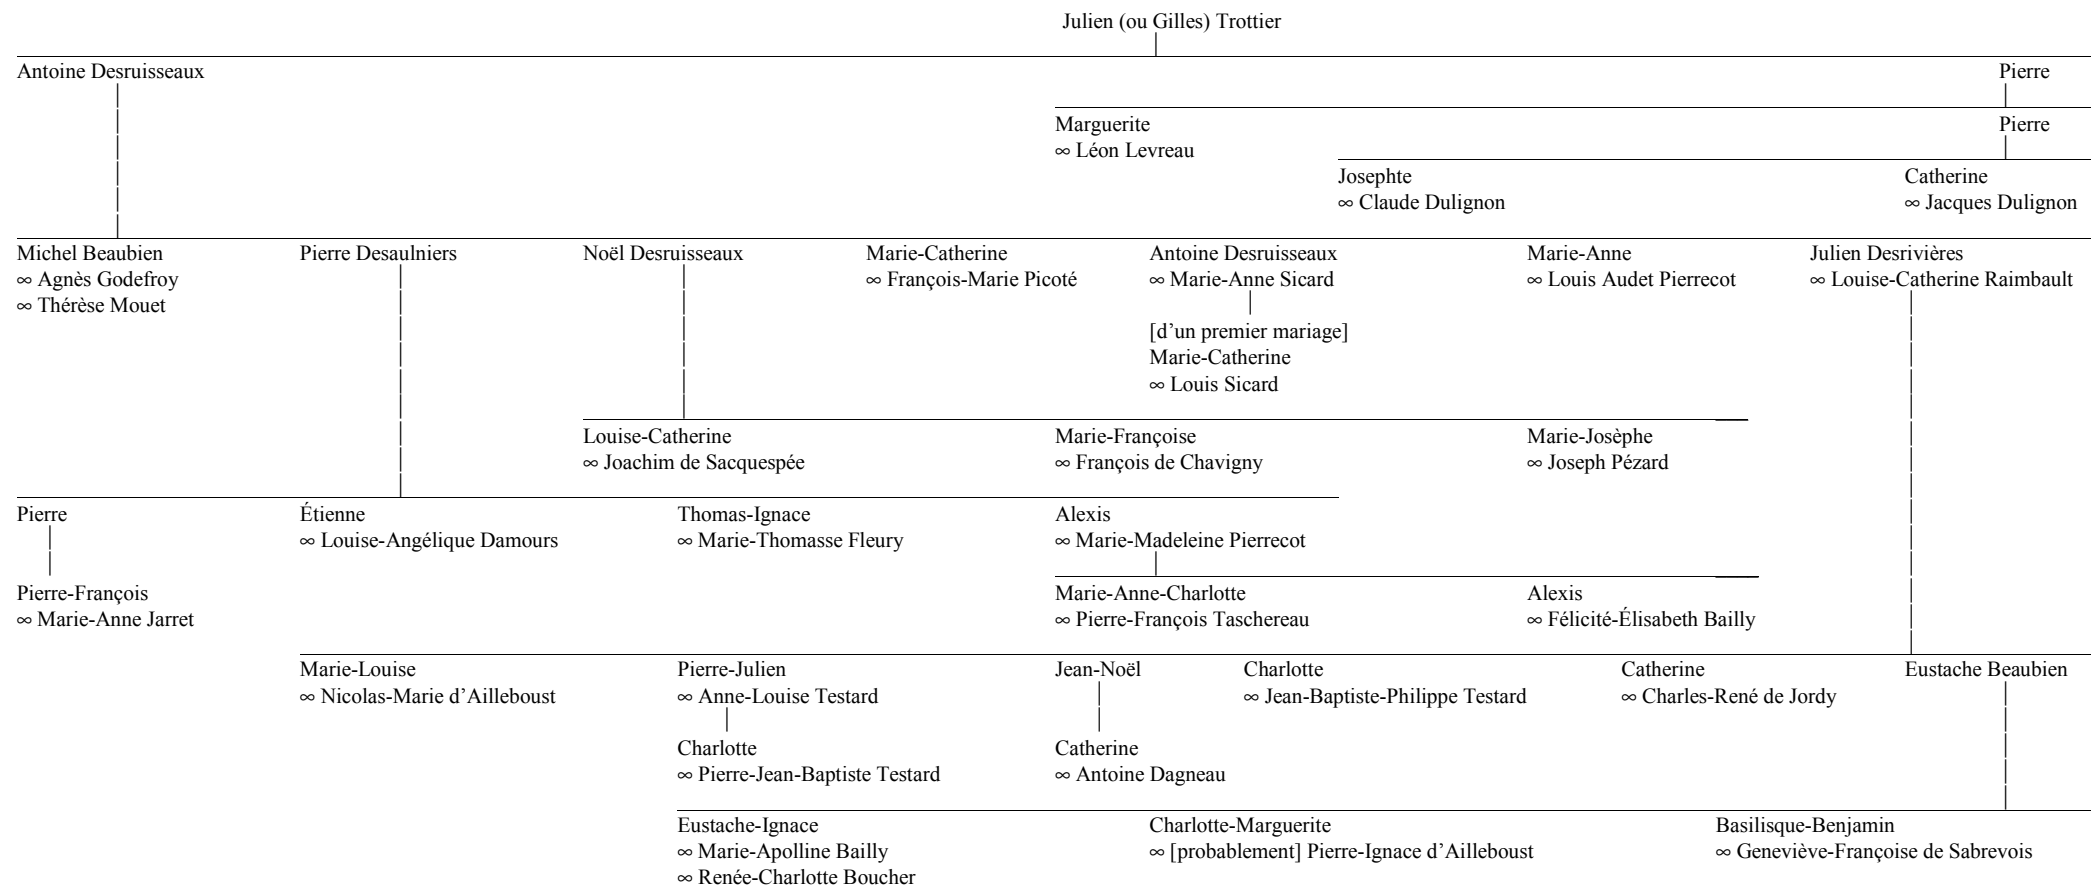 Julien (ou Gilles) Trottier
Antoine Desruisseaux
Pierre
Marguerite
∞ Léon Levreau
Pierre
Josephte
∞ Claude Dulignon
Catherine
∞ Jacques Dulignon
Michel Beaubien
∞ Agnès Godefroy
∞ Thérèse Mouet
Pierre Desaulniers
Noël Desruisseaux
Marie-Catherine
∞ François-Marie Picoté
Antoine Desruisseaux
∞ Marie-Anne Sicard
[d’un premier mariage]
Marie-Catherine
∞ Louis Sicard
Marie-Anne
∞ Louis Audet Pierrecot
Julien Desrivières
∞ Louise-Catherine Raimbault
Louise-Catherine
∞ Joachim de Sacquespée
Marie-Françoise
∞ François de Chavigny
Marie-Josèphe
∞ Joseph Pézard
Pierre
Étienne
∞ Louise-Angélique Damours
Thomas-Ignace
∞ Marie-Thomasse Fleury
Alexis
∞ Marie-Madeleine Pierrecot
Pierre-François
∞ Marie-Anne Jarret
Marie-Anne-Charlotte
∞ Pierre-François Taschereau
Alexis
∞ Félicité-Élisabeth Bailly
Marie-Louise
∞ Nicolas-Marie d’Ailleboust
Pierre-Julien
∞ Anne-Louise Testard
Jean-Noël
Charlotte
∞ Jean-Baptiste-Philippe Testard
Catherine
∞ Charles-René de Jordy
Eustache Beaubien
Charlotte
∞ Pierre-Jean-Baptiste Testard
Catherine
∞ Antoine Dagneau
Eustache-Ignace
∞ Marie-Apolline Bailly
∞ Renée-Charlotte Boucher
Charlotte-Marguerite
∞ [probablement] Pierre-Ignace d’Ailleboust
Basilisque-Benjamin
∞ Geneviève-Françoise de Sabrevois